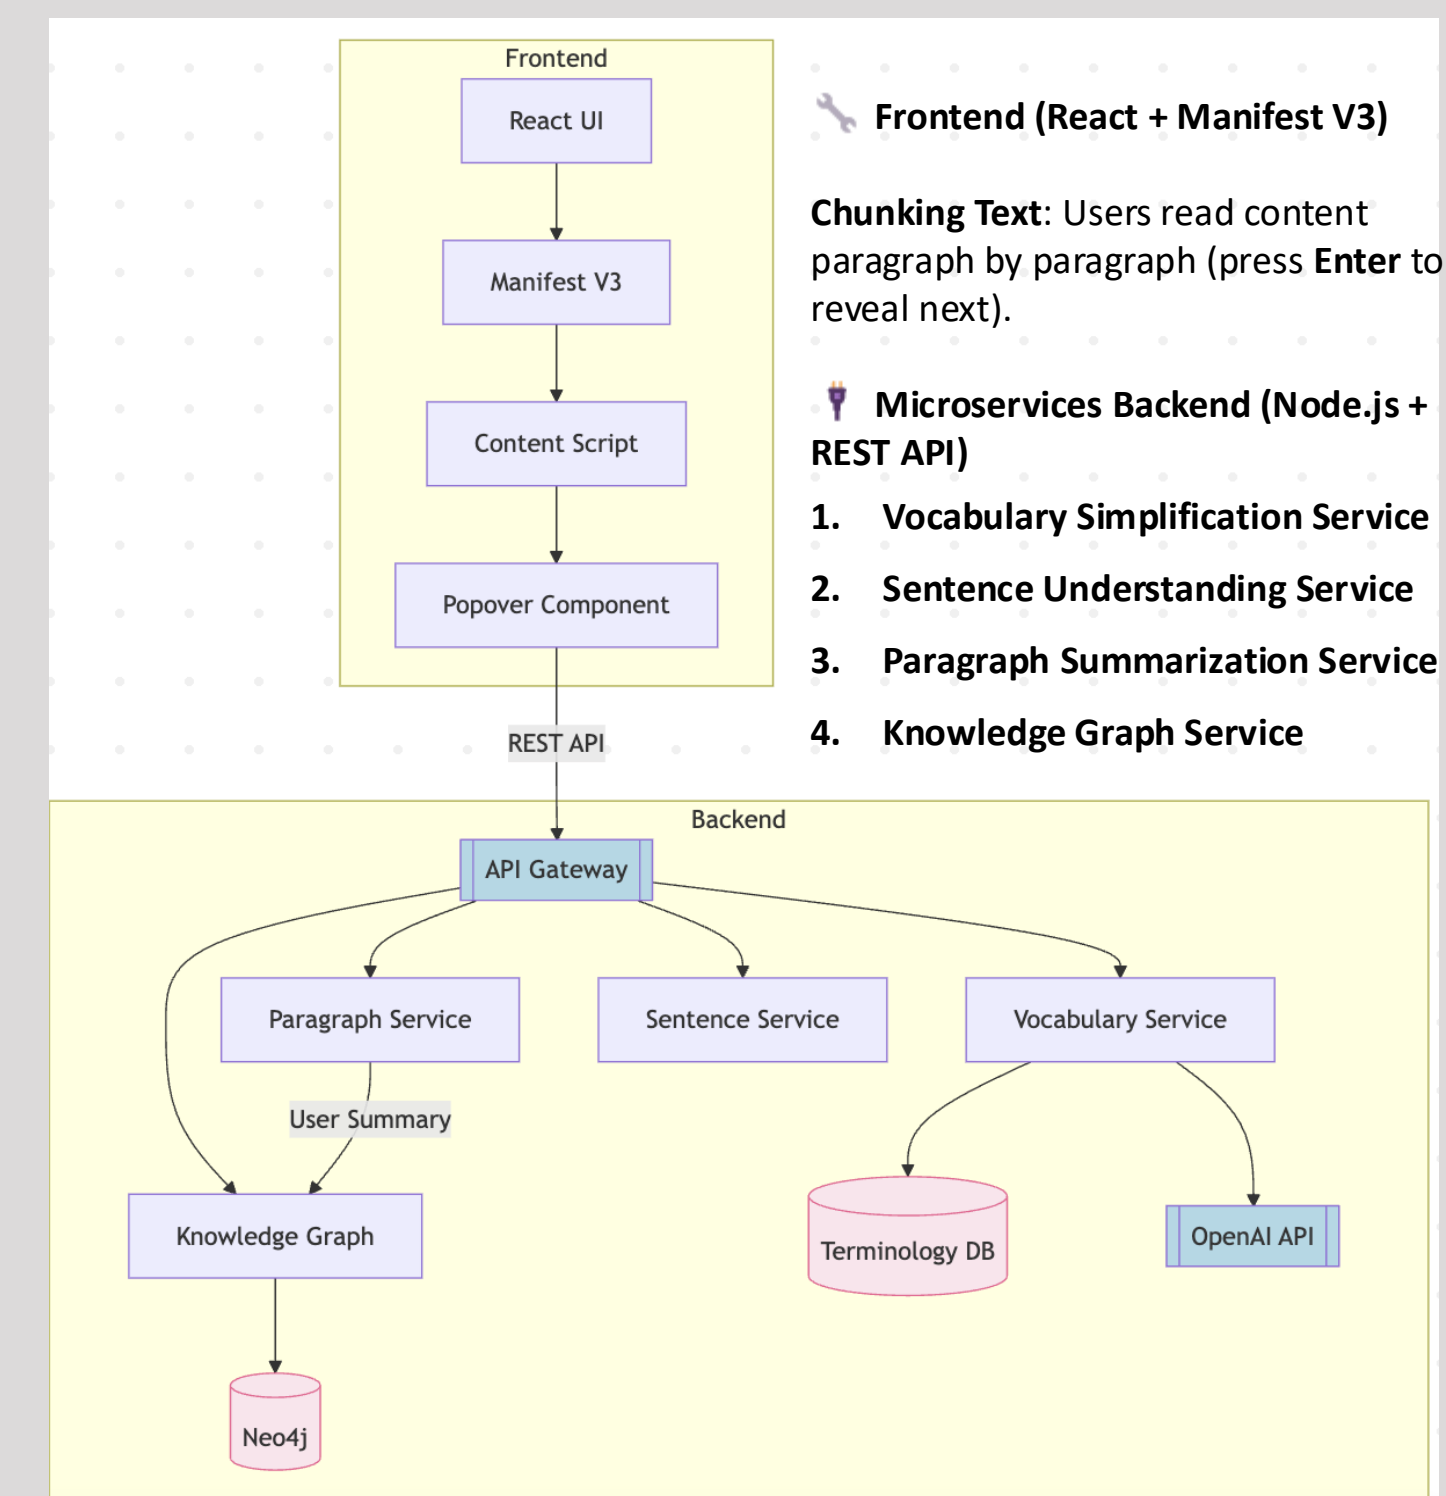 Frontend
React UI
Manifest V3
Content Script
Popover Component
REST API
Frontend (React + Manifest V3)
Chunking Text: Users read content
paragraph by paragraph (press Enter to
reveal next).
Microservices Backend (Node.js +
REST API)
1. Vocabulary Simplification Service
2. Sentence Understanding Service
3. Paragraph Summarization Service
4. Knowledge Graph Service
Backend
API Gateway
Paragraph Service
Sentence Service
Vocabulary Service
User Summary
Knowledge Graph
Terminology DB
OpenAI API
Neo4j